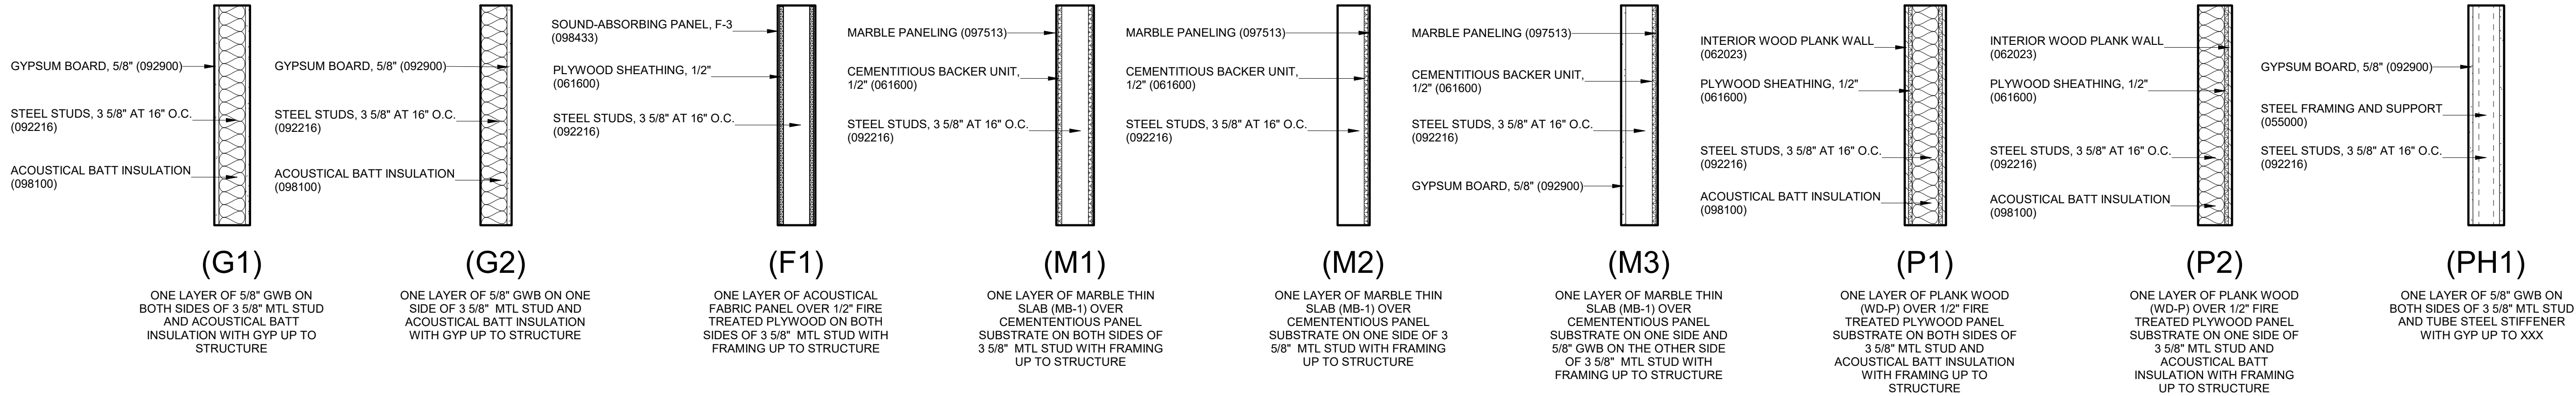 GYPSUM BOARD, 5/8" (092900)
STEEL STUDS, 3 5/8" AT 16" O.C.
(092216)
ACOUSTICAL BATT INSULATION
(098100)
(G1)
ONE LAYER OF 5/8" GWB ON
BOTH SIDES OF 3 5/8" MTL STUD
AND ACOUSTICAL BATT
INSULATION WITH GYP UP TO
STRUCTURE
GYPSUM BOARD, 5/8" (092900)
STEEL STUDS, 3 5/8" AT 16" O.C.
(092216)
ACOUSTICAL BATT INSULATION
(098100)
(G2)
ONE LAYER OF 5/8" GWB ON ONE
SIDE OF 3 5/8" MTL STUD AND
ACOUSTICAL BATT INSULATION
WITH GYP UP TO STRUCTURE
SOUND-ABSORBING PANEL, F-3
(098433)
PLYWOOD SHEATHING, 1/2"
(061600)
STEEL STUDS, 3 5/8" AT 16" O.C.
(092216)
(F1)
ONE LAYER OF ACOUSTICAL
FABRIC PANEL OVER 1/2" FIRE
TREATED PLYWOOD ON BOTH
SIDES OF 3 5/8" MTL STUD WITH
FRAMING UP TO STRUCTURE
MARBLE PANELING (097513)
CEMENTITIOUS BACKER UNIT,
1/2" (061600)
STEEL STUDS, 3 5/8" AT 16" O.C.
(092216)
(M1)
ONE LAYER OF MARBLE THIN
SLAB (MB-1) OVER
CEMENTENTIOUS PANEL
SUBSTRATE ON BOTH SIDES OF
3 5/8" MTL STUD WITH FRAMING
UP TO STRUCTURE
MARBLE PANELING (097513)
CEMENTITIOUS BACKER UNIT,
1/2" (061600)
STEEL STUDS, 3 5/8" AT 16" O.C.
(092216)
(M2)
ONE LAYER OF MARBLE THIN
SLAB (MB-1) OVER
CEMENTENTIOUS PANEL
SUBSTRATE ON ONE SIDE OF 3
5/8" MTL STUD WITH FRAMING
UP TO STRUCTURE
MARBLE PANELING (097513)
CEMENTITIOUS BACKER UNIT,
1/2" (061600)
STEEL STUDS, 3 5/8" AT 16" O.C.
(092216)
GYPSUM BOARD, 5/8" (092900)
(M3)
ONE LAYER OF MARBLE THIN
SLAB (MB-1) OVER
CEMENTENTIOUS PANEL
SUBSTRATE ON ONE SIDE AND
5/8" GWB ON THE OTHER SIDE
OF 3 5/8" MTL STUD WITH
FRAMING UP TO STRUCTURE
INTERIOR WOOD PLANK WALL
(062023)
PLYWOOD SHEATHING, 1/2"
(061600)
STEEL STUDS, 3 5/8" AT 16" O.C.
(092216)
ACOUSTICAL BATT INSULATION
(098100)
(P1)
ONE LAYER OF PLANK WOOD
(WD-P) OVER 1/2" FIRE
TREATED PLYWOOD PANEL
SUBSTRATE ON BOTH SIDES OF
3 5/8" MTL STUD AND
ACOUSTICAL BATT INSULATION
WITH FRAMING UP TO
STRUCTURE
INTERIOR WOOD PLANK WALL
(062023)
PLYWOOD SHEATHING, 1/2"
(061600)
STEEL STUDS, 3 5/8" AT 16" O.C.
(092216)
ACOUSTICAL BATT INSULATION
(098100)
(P2)
ONE LAYER OF PLANK WOOD
(WD-P) OVER 1/2" FIRE
TREATED PLYWOOD PANEL
SUBSTRATE ON ONE SIDE OF
3 5/8" MTL STUD AND
ACOUSTICAL BATT
INSULATION WITH FRAMING
UP TO STRUCTURE
GYPSUM BOARD, 5/8" (092900)
STEEL FRAMING AND SUPPORT
(055000)
STEEL STUDS, 3 5/8" AT 16" O.C.
(092216)
(PH1)
ONE LAYER OF 5/8" GWB ON
BOTH SIDES OF 3 5/8" MTL STUD
AND TUBE STEEL STIFFENER
WITH GYP UP TO XXX